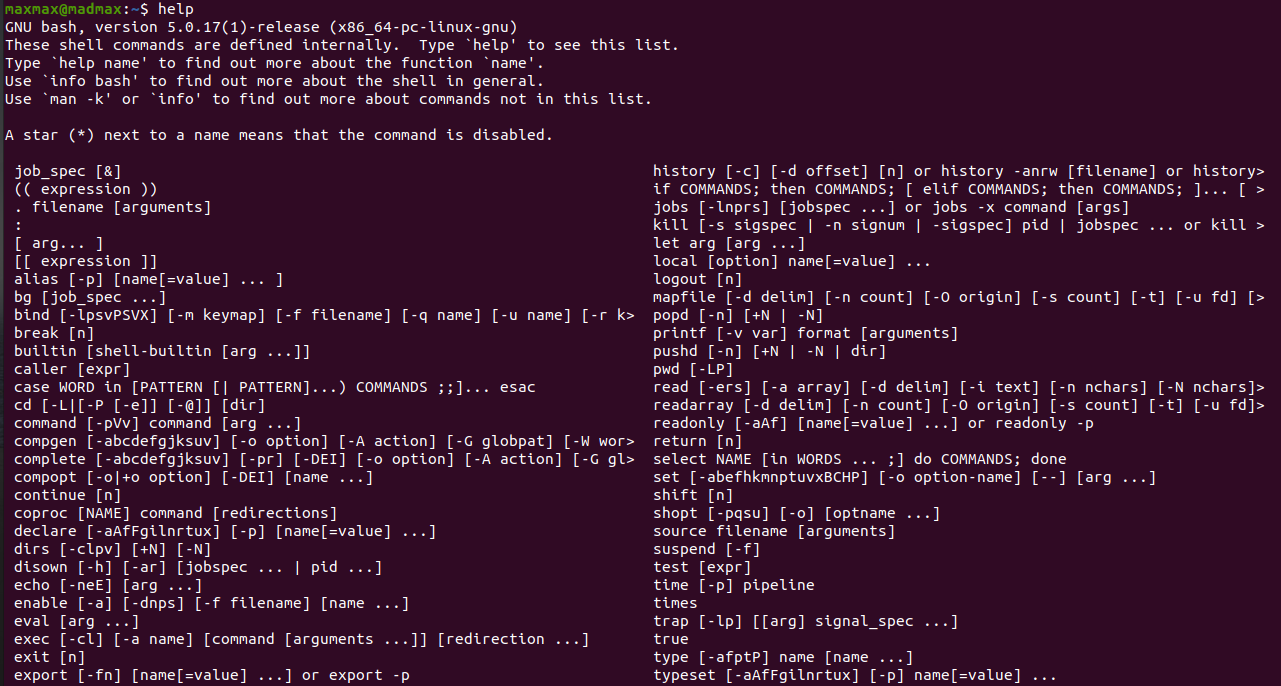 maxmax@madmax:~$ help
GNU bash, version 5.0.17(1)-release (x86_64-pc-linux-gnu)
These shell commands are defined internally.  Type `help' to see this list.
Type `help name' to find out more about the function `name'.
Use `info bash' to find out more about the shell in general.
Use `man -k' or `info' to find out more about commands not in this list.
A star (*) next to a name means that the command is disabled.
job_spec [&]
(( expression ))
. filename [arguments]
:
[ arg... ]
[[ expression ]]
alias [-p] [name[=value] ... ]
bg [job_spec ...]
bind [-lpsvPSVX] [-m keymap] [-f filename] [-q name] [-u name] [-r k>
break [n]
builtin [shell-builtin [arg ...]]
caller [expr]
case WORD in [PATTERN [| PATTERN]...) COMMANDS ;;]... esac
cd [-L|[-P [-e]] [-@]] [dir]
command [-pVv] command [arg ...]
compgen [-abcdefgjksuv] [-o option] [-A action] [-G globpat] [-W wor>
complete [-abcdefgjksuv] [-pr] [-DEI] [-o option] [-A action] [-G gl>
compopt [-o|+o option] [-DEI] [name ...]
continue [n]
coproc [NAME] command [redirections]
declare [-aAfFgilnrtux] [-p] [name[=value] ...]
dirs [-clpv] [+N] [-N]
disown [-h] [-ar] [jobspec ... | pid ...]
echo [-neE] [arg ...]
enable [-a] [-dnps] [-f filename] [name ...]
eval [arg ...]
exec [-cl] [-a name] [command [arguments ...]] [redirection ...]
exit [n]
export [-fn] [name[=value] ...] or export -p
history [-c] [-d offset] [n] or history -anrw [filename] or history>
if COMMANDS; then COMMANDS; [ elif COMMANDS; then COMMANDS; ]... [ >
jobs [-lnprs] [jobspec ...] or jobs -x command [args]
kill [-s sigspec | -n signum | -sigspec] pid | jobspec ... or kill >
let arg [arg ...]
local [option] name[=value] ...
logout [n]
mapfile [-d delim] [-n count] [-O origin] [-s count] [-t] [-u fd] [>
popd [-n] [+N | -N]
printf [-v var] format [arguments]
pushd [-n] [+N | -N | dir]
pwd [-LP]
read [-ers] [-a array] [-d delim] [-i text] [-n nchars] [-N nchars]>
readarray [-d delim] [-n count] [-O origin] [-s count] [-t] [-u fd]>
readonly [-aAf] [name[=value] ...] or readonly -p
return [n]
select NAME [in WORDS ... ;] do COMMANDS; done
set [-abefhkmnptuvxBCHP] [-o option-name] [--] [arg ...]
shift [n]
shopt [-pqsu] [-o] [optname ...]
source filename [arguments]
suspend [-f]
test [expr]
time [-p] pipeline
times
trap [-lp] [[arg] signal_spec ...]
true
type [-afptP] name [name ...]
typeset [-aAfFgilnrtux] [-p] name[=value] ...